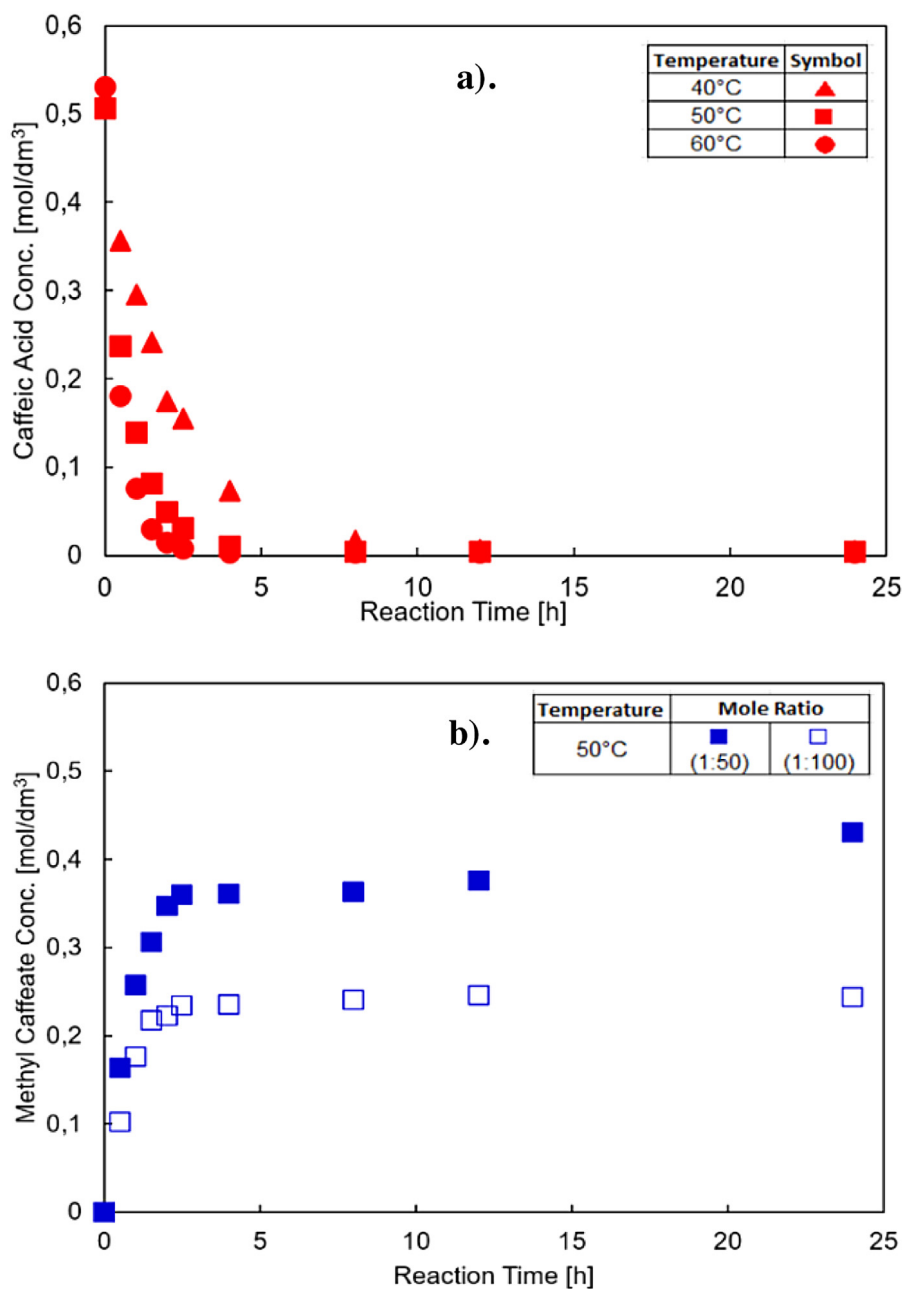 0,6
0,5
0,4
0,3
0,2
0,1
0
Caffeic Acid Conc. [mol/dm³]
a).
Temperature Symbol
40°C
50°C
60°C
0 5 10 15 20 25
Reaction Time [h]
0,6
0,5
0,4
0,3
0,2
0,1
0
Methyl Caffeate Conc. [mol/dm³]
b).
Temperature Mole Ratio
50°C
(1:50) (1:100)
0 5 10 15 20 25
Reaction Time [h]